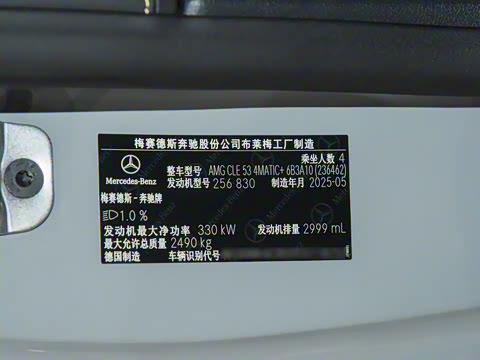 梅赛德斯奔驰股份公司布莱梅工厂制造
乘坐人数 4
整车型号 AMG CLE 53 4MATIC+ 6B3A10 (236462)
Mercedes-Benz
发动机型号 256 830 制造年月 2025-05
梅赛德斯－奔驰牌
1.0 %
发动机最大净功率 330 kW 发动机排量 2999 mL
最大允许总质量 2490 kg
德国制造 车辆识别代号